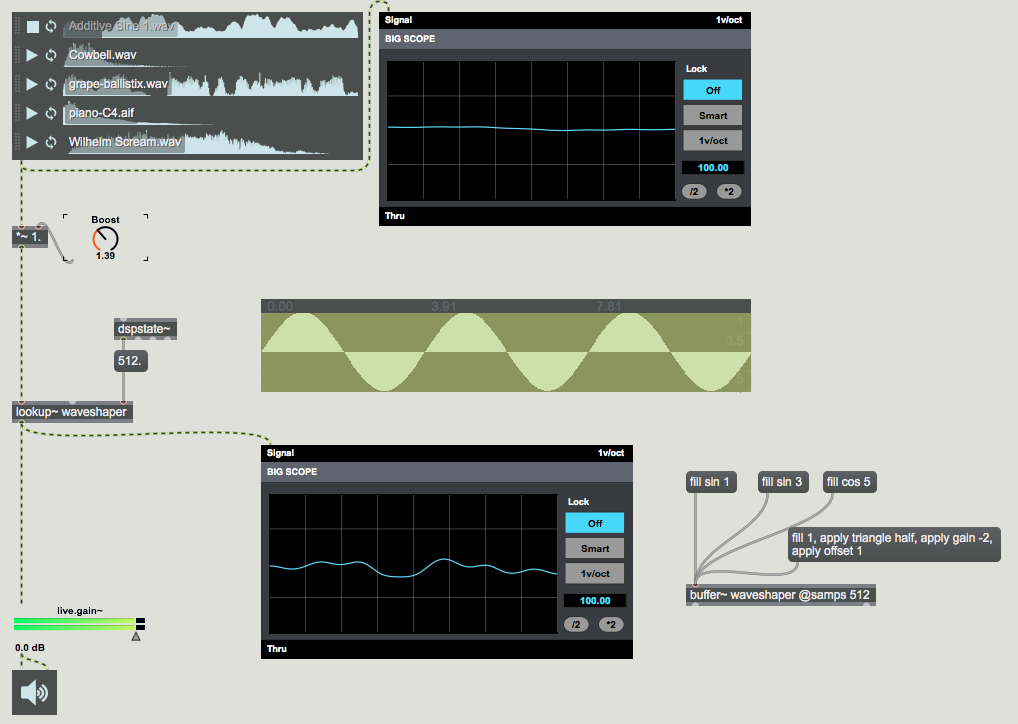 Additive Sine 1.wav
Cowbell.wav
grape-ballistix.wav
piano-C4.aif
Wilhelm Scream.wav
Signal 1v/oct
BIG SCOPE
Lock
Off
Smart
1v/oct
100.00
/2 *2
Thru
*~ 1.
Boost
1.39
dspstate~
512.
lookup~ waveshaper
0.00 3.91 7.81
1
0.5
Signal 1v/oct
BIG SCOPE
Lock
Off
Smart
1v/oct
100.00
/2 *2
Thru
fill sin 1 fill sin 3 fill cos 5
fill 1, apply triangle half, apply gain -2,
apply offset 1
buffer~ waveshaper @samps 512
live.gain~
0.0 dB